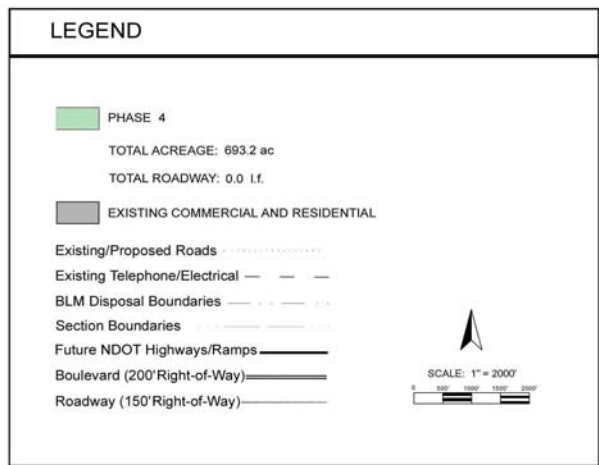 LEGEND
PHASE 4
TOTAL ACREAGE: 693.2 ac
TOTAL ROADWAY: 0.0 l.f.
EXISTING COMMERCIAL AND RESIDENTIAL
Existing/Proposed Roads
Existing Telephone/Electrical
BLM Disposal Boundaries
Section Boundaries
Future NDOT Highways/Ramps
Boulevard (200'Right-of-Way)
Roadway (150'Right-of-Way)
SCALE: 1" = 2000'
0 500' 1000' 1500' 2000'